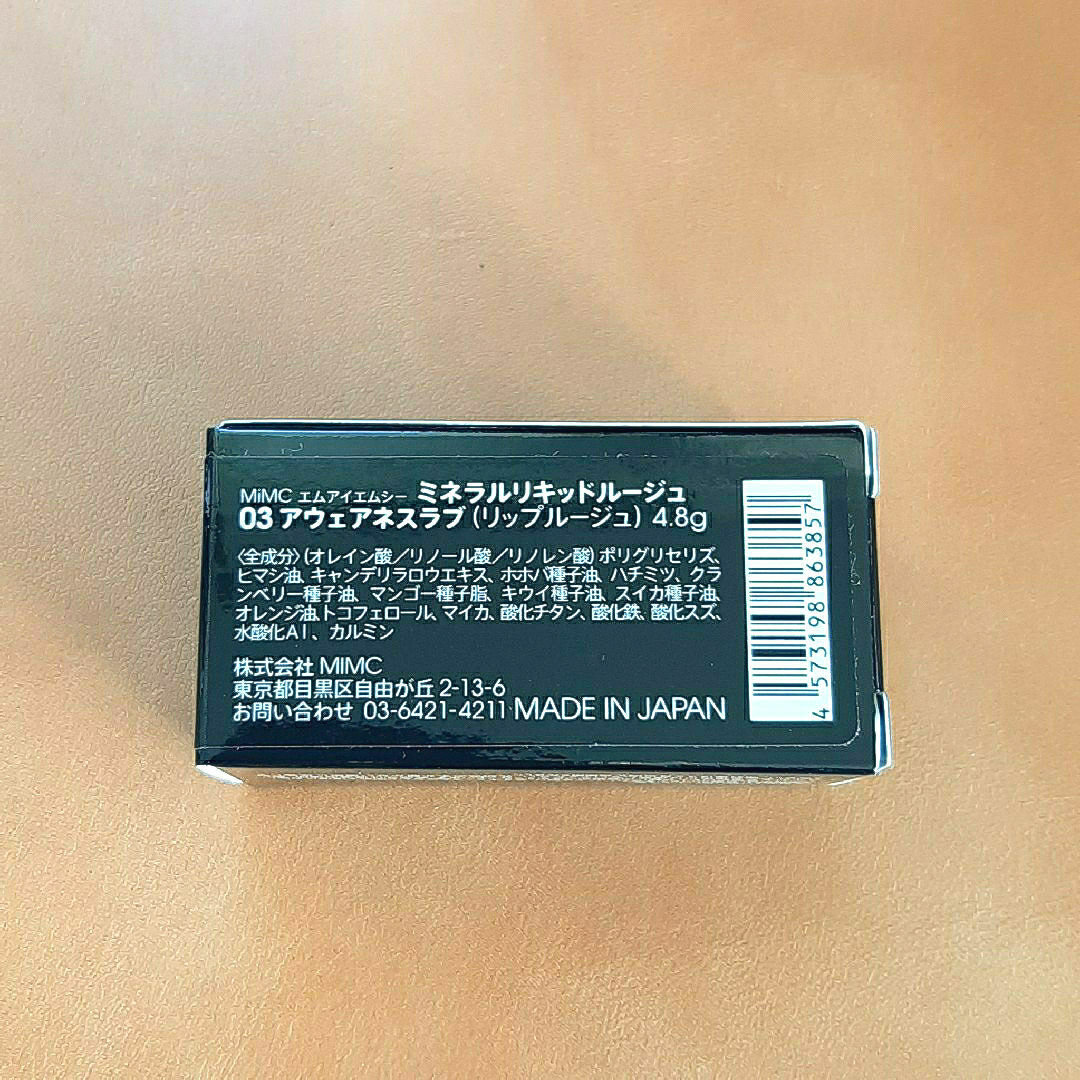 MiMC エムアイエムシー ミネラルリキッドルージュ
03 アウェアネスラブ（リップルージュ）4.8g
〈全成分〉（オレイン酸／リノール酸／リノレン酸）ポリグリセリズ、
ヒマシ油、キャンデリラロウエキス、ホホバ種子油、ハチミツ、クラ
ンベリー種子油、マンゴー種子脂、キウイ種子油、スイカ種子油、
オレンジ油、トコフェロール、マイカ、酸化チタン、酸化鉄、酸化スズ、
水酸化Al、カルミン
株式会社 MIMC
東京都目黒区自由が丘 2-13-6
お問い合わせ 03-6421-4211 MADE IN JAPAN
4 573198 863857